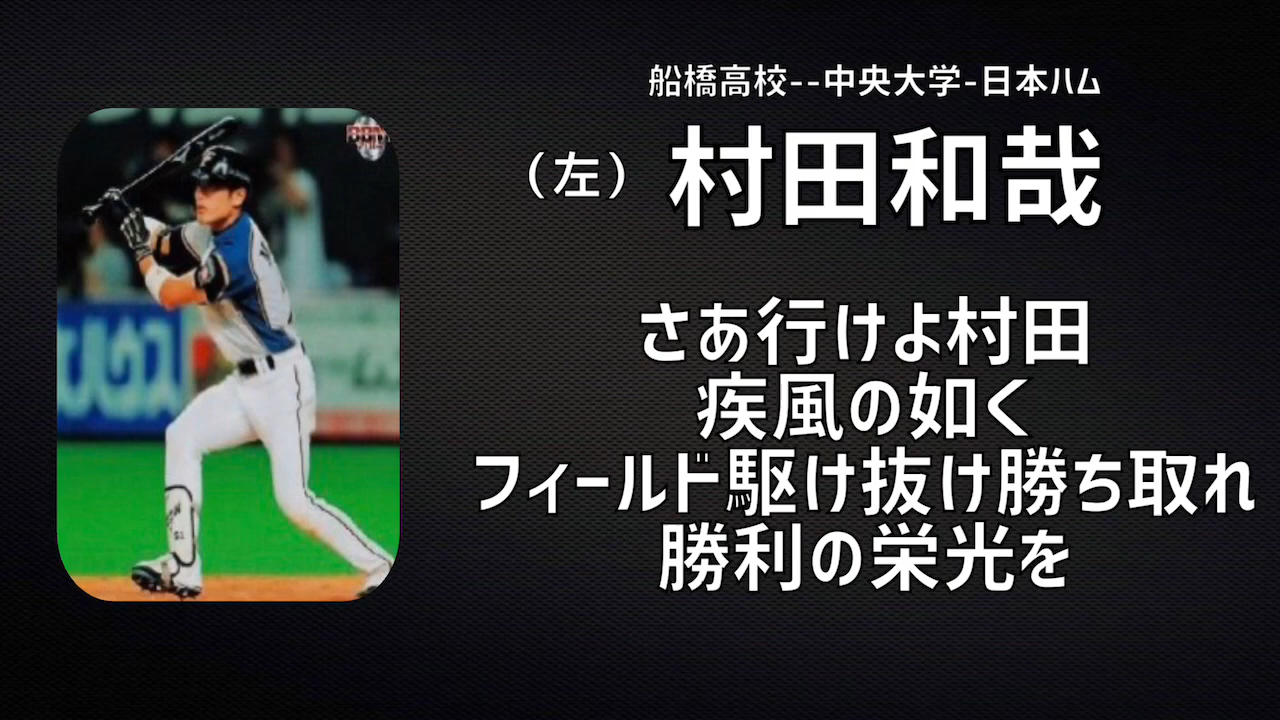 船橋高校--中央大学-日本ハム
（左）村田和哉
さあ行けよ村田
疾風の如く
フィールド駆け抜け勝ち取れ
勝利の栄光を
BBM